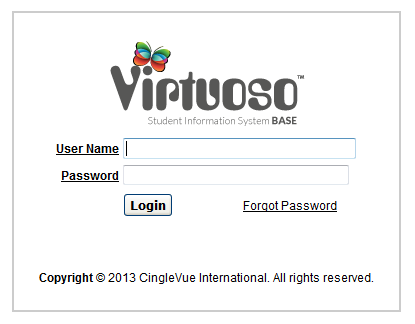 Virtuoso™
Student Information System BASE
User Name
Password
Login
Forgot Password
Copyright © 2013 CingleVue International. All rights reserved.